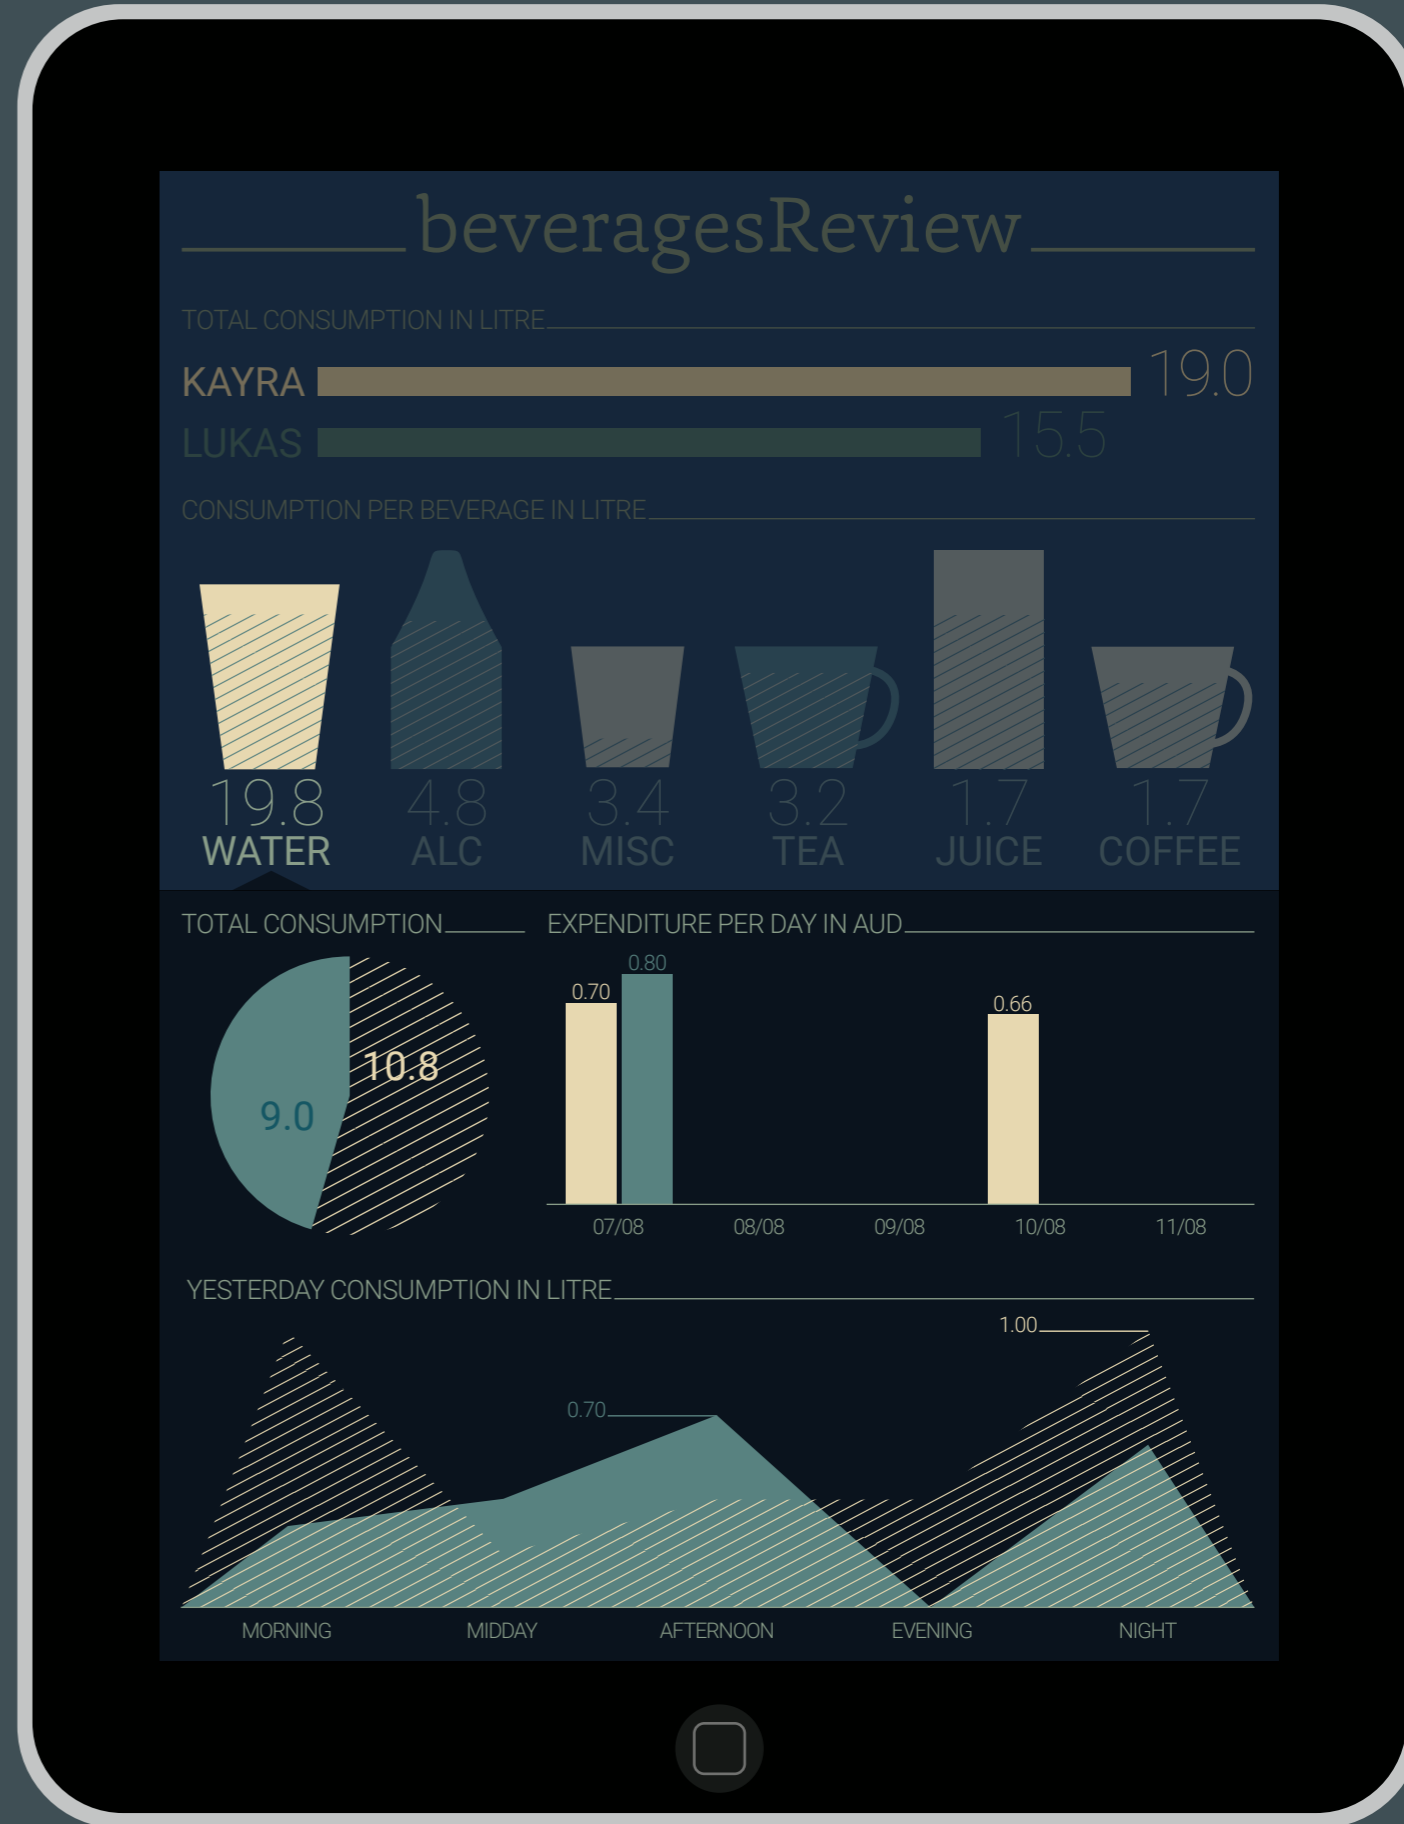 beveragesReview
TOTAL CONSUMPTION IN LITRE
KAYRA 19.0
LUKAS 15.5
CONSUMPTION PER BEVERAGE IN LITRE
19.8 4.8 3.4 3.2 1.7 1.7
WATER ALC MISC TEA JUICE COFFEE
TOTAL CONSUMPTION
10.8
9.0
EXPENDITURE PER DAY IN AUD
0.80
0.70
0.66
07/08 08/08 09/08 10/08 11/08
YESTERDAY CONSUMPTION IN LITRE
1.00
0.70
MORNING MIDDAY AFTERNOON EVENING NIGHT